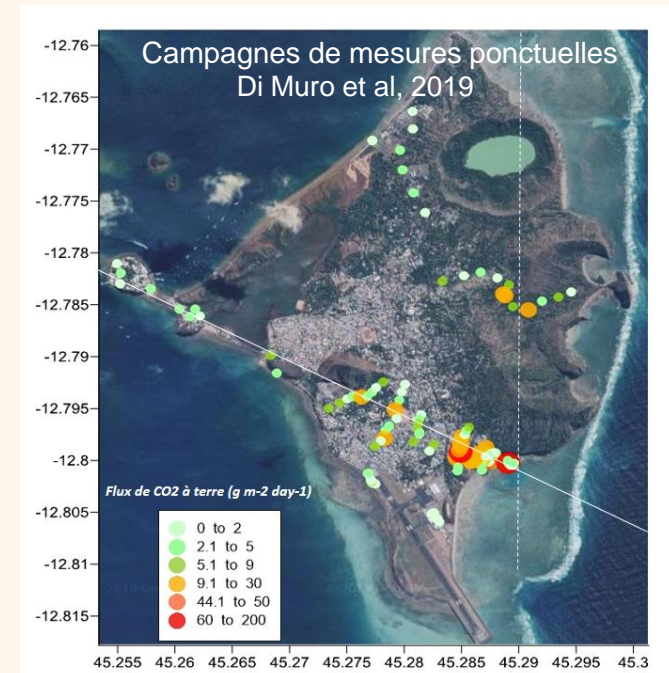 Campagnes de mesures ponctuelles
Di Muro et al, 2019
-12.76
-12.765
-12.77
-12.775
-12.78
-12.785
-12.79
-12.795
-12.8
-12.805
-12.81
-12.815
Flux de CO2 à terre (g m-2 day-1)
0 to 2
2.1 to 5
5.1 to 9
9.1 to 30
44.1 to 50
60 to 200
45.255 45.26 45.265 45.27 45.275 45.28 45.285 45.29 45.295 45.3